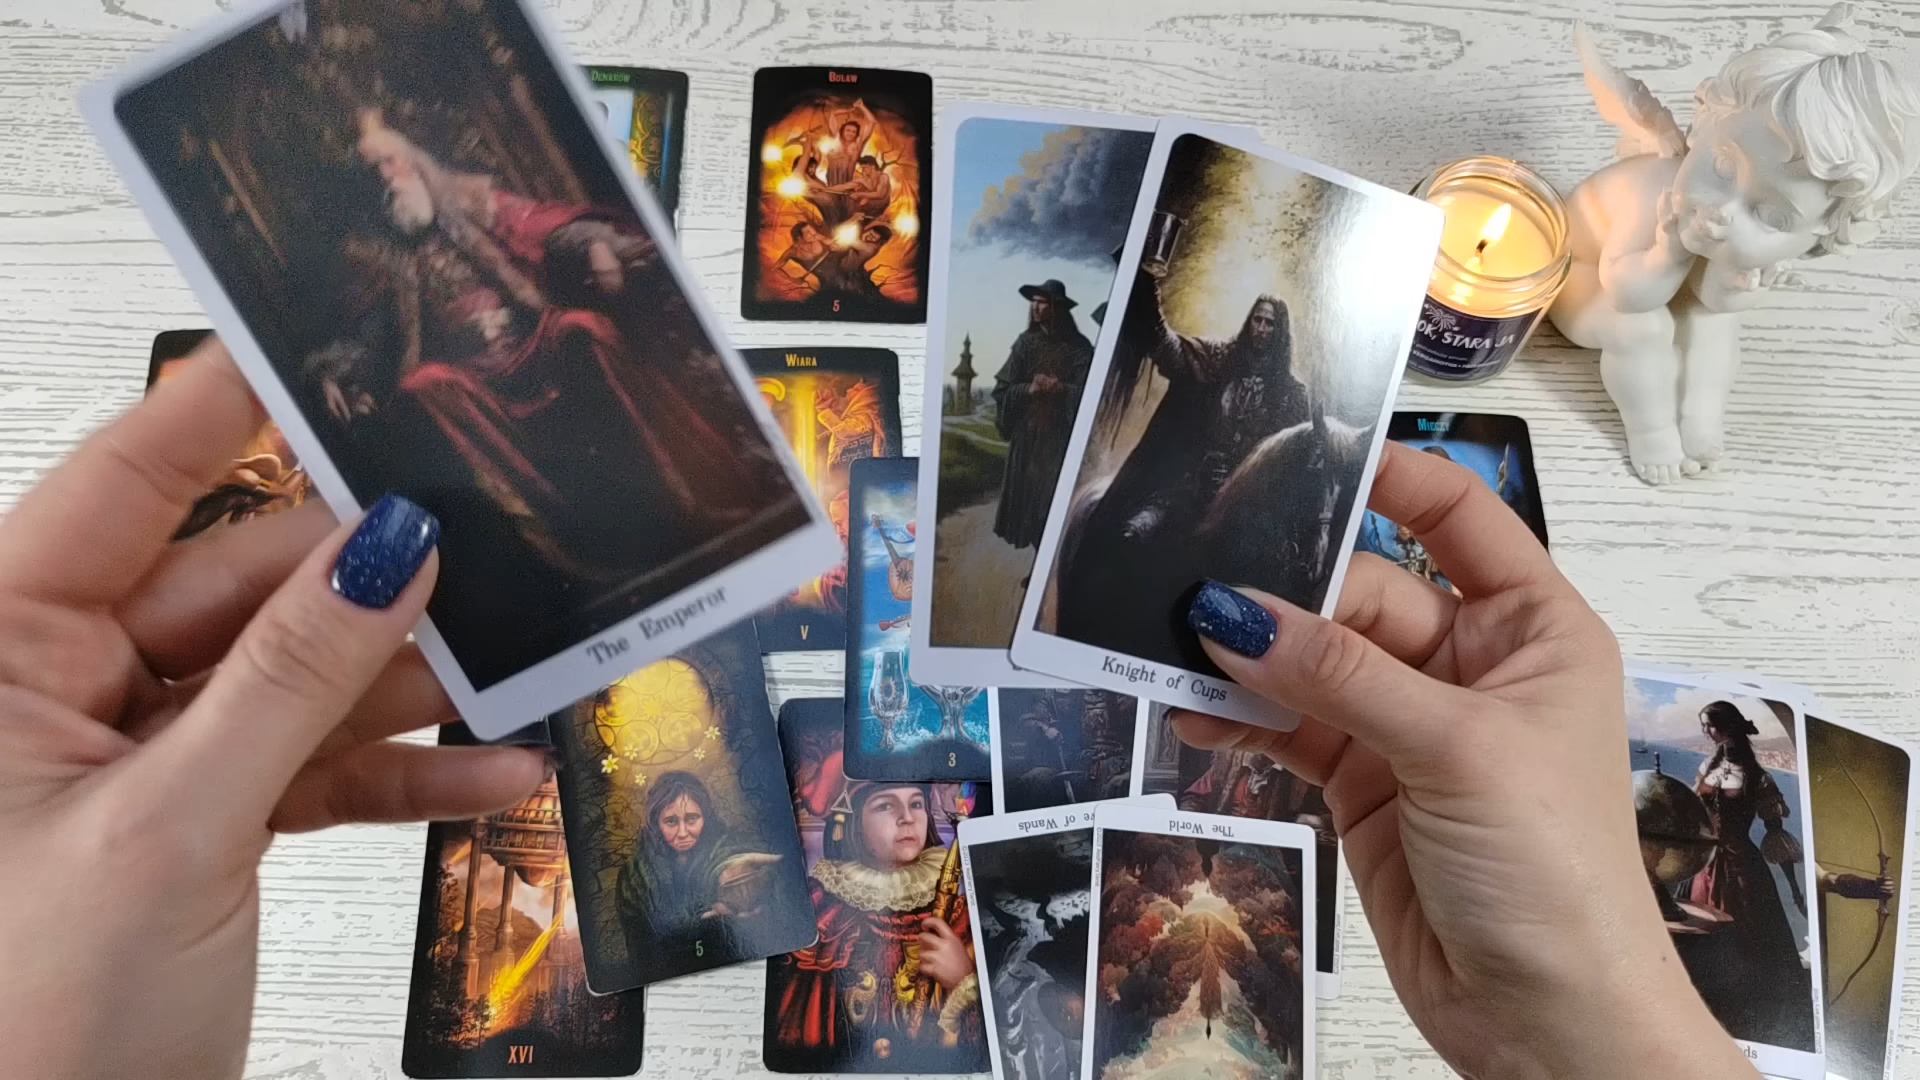 DENARÓW
BUŁAW
5
WIARA
V
MIECZY
OK, STARA
The Emperor
Knight of Cups
3
5
XVI
of Wands
The World